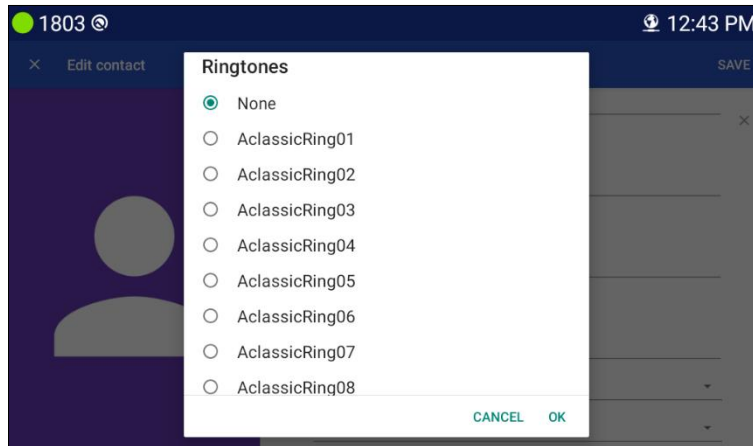 1803 12:43 PM
Edit contact SAVE
Ringtones
None
AclassicRing01
AclassicRing02
AclassicRing03
AclassicRing04
AclassicRing05
AclassicRing06
AclassicRing07
AclassicRing08
CANCEL OK